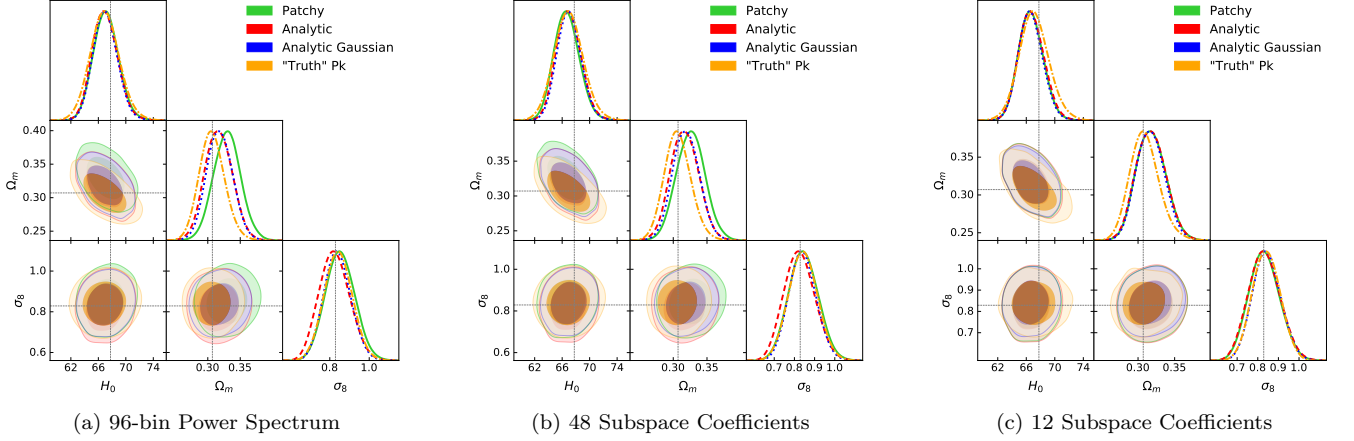 Patchy
Analytic
Analytic Gaussian
"Truth" Pk
0.40
0.35
0.30
0.25
Ωm
1.0
0.8
0.6
σ8
62 66 70 74
H0
0.30 0.35
Ωm
0.8 1.0
σ8
(a) 96-bin Power Spectrum
Patchy
Analytic
Analytic Gaussian
"Truth" Pk
0.35
0.30
0.25
Ωm
1.0
0.8
0.6
σ8
62 66 70 74
H0
0.30 0.35
Ωm
0.7 0.8 0.9 1.0
σ8
(b) 48 Subspace Coefficients
Patchy
Analytic
Analytic Gaussian
"Truth" Pk
0.35
0.30
0.25
Ωm
1.0
0.9
0.8
0.7
σ8
62 66 70 74
H0
0.30 0.35
Ωm
0.7 0.8 0.9 1.0
σ8
(c) 12 Subspace Coefficients